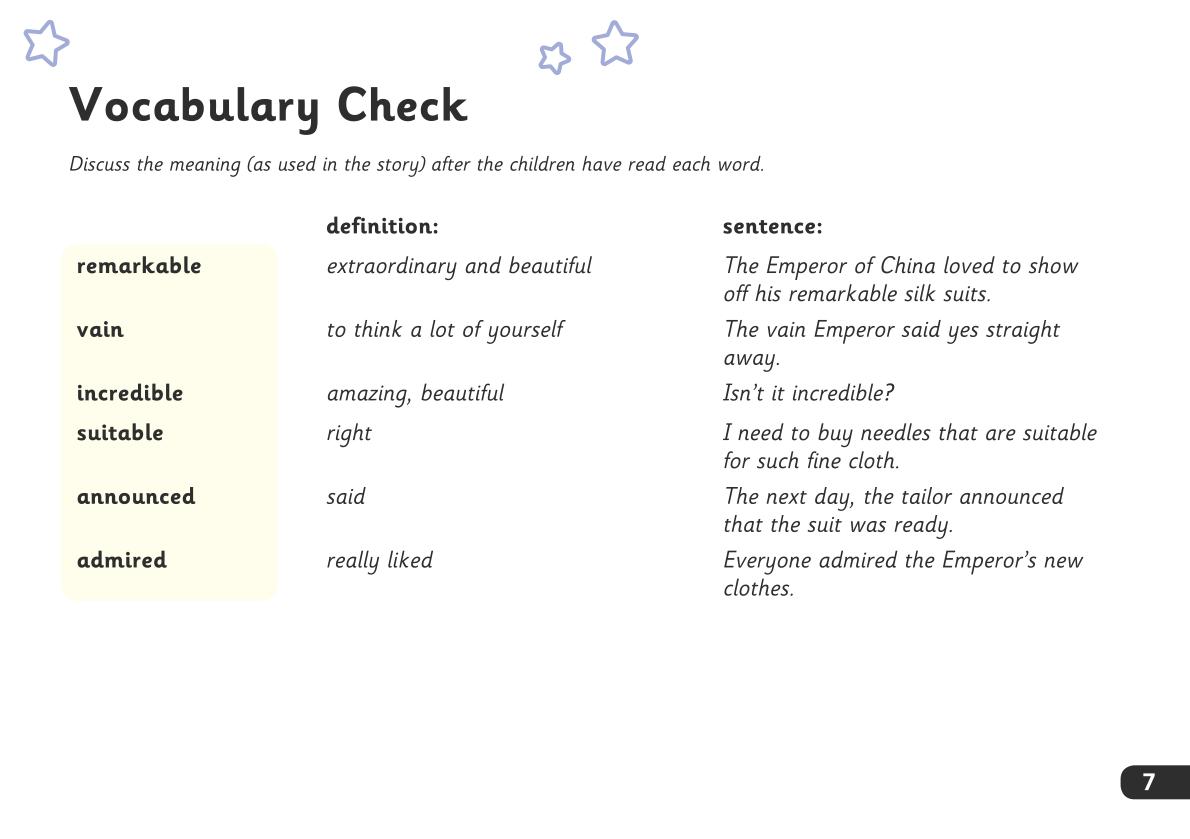 Vocabulary Check
Discuss the meaning (as used in the story) after the children have read each word.
definition: sentence:
remarkable extraordinary and beautiful The Emperor of China loved to show
off his remarkable silk suits.
vain to think a lot of yourself The vain Emperor said yes straight
away.
incredible amazing, beautiful Isn't it incredible?
suitable right I need to buy needles that are suitable
for such fine cloth.
announced said The next day, the tailor announced
that the suit was ready.
admired really liked Everyone admired the Emperor's new
clothes.
7